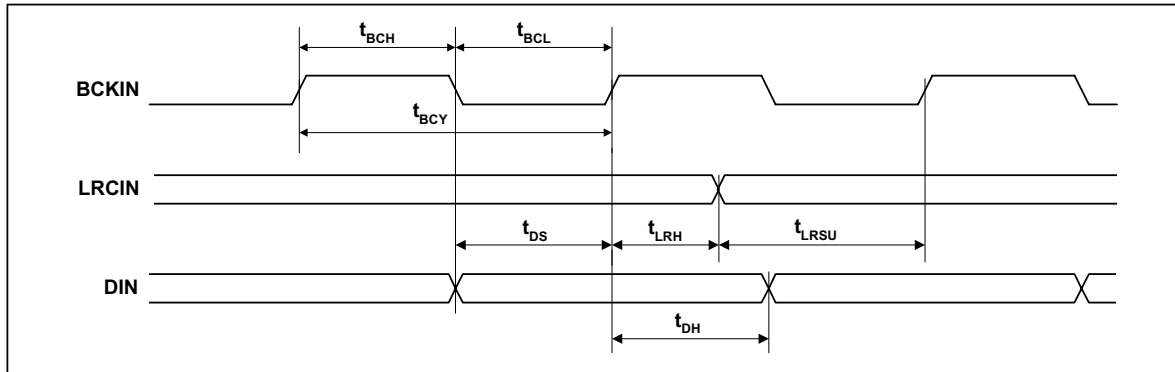 tBCH
tBCL
BCKIN
tBCY
LRCIN
tDS
tLRH
tLRSU
DIN
tDH